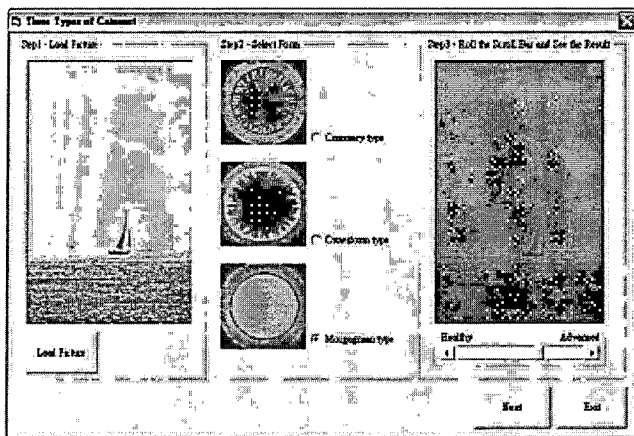 Three Types of Cataract
Step1 - Load Picture
Step2 - Select Form
Step3 - Roll the Scroll Bar and See the Result
Coronary type
Cuneiform type
Morgagnian type
Load Picture
Healthy
Advanced
Next
Exit